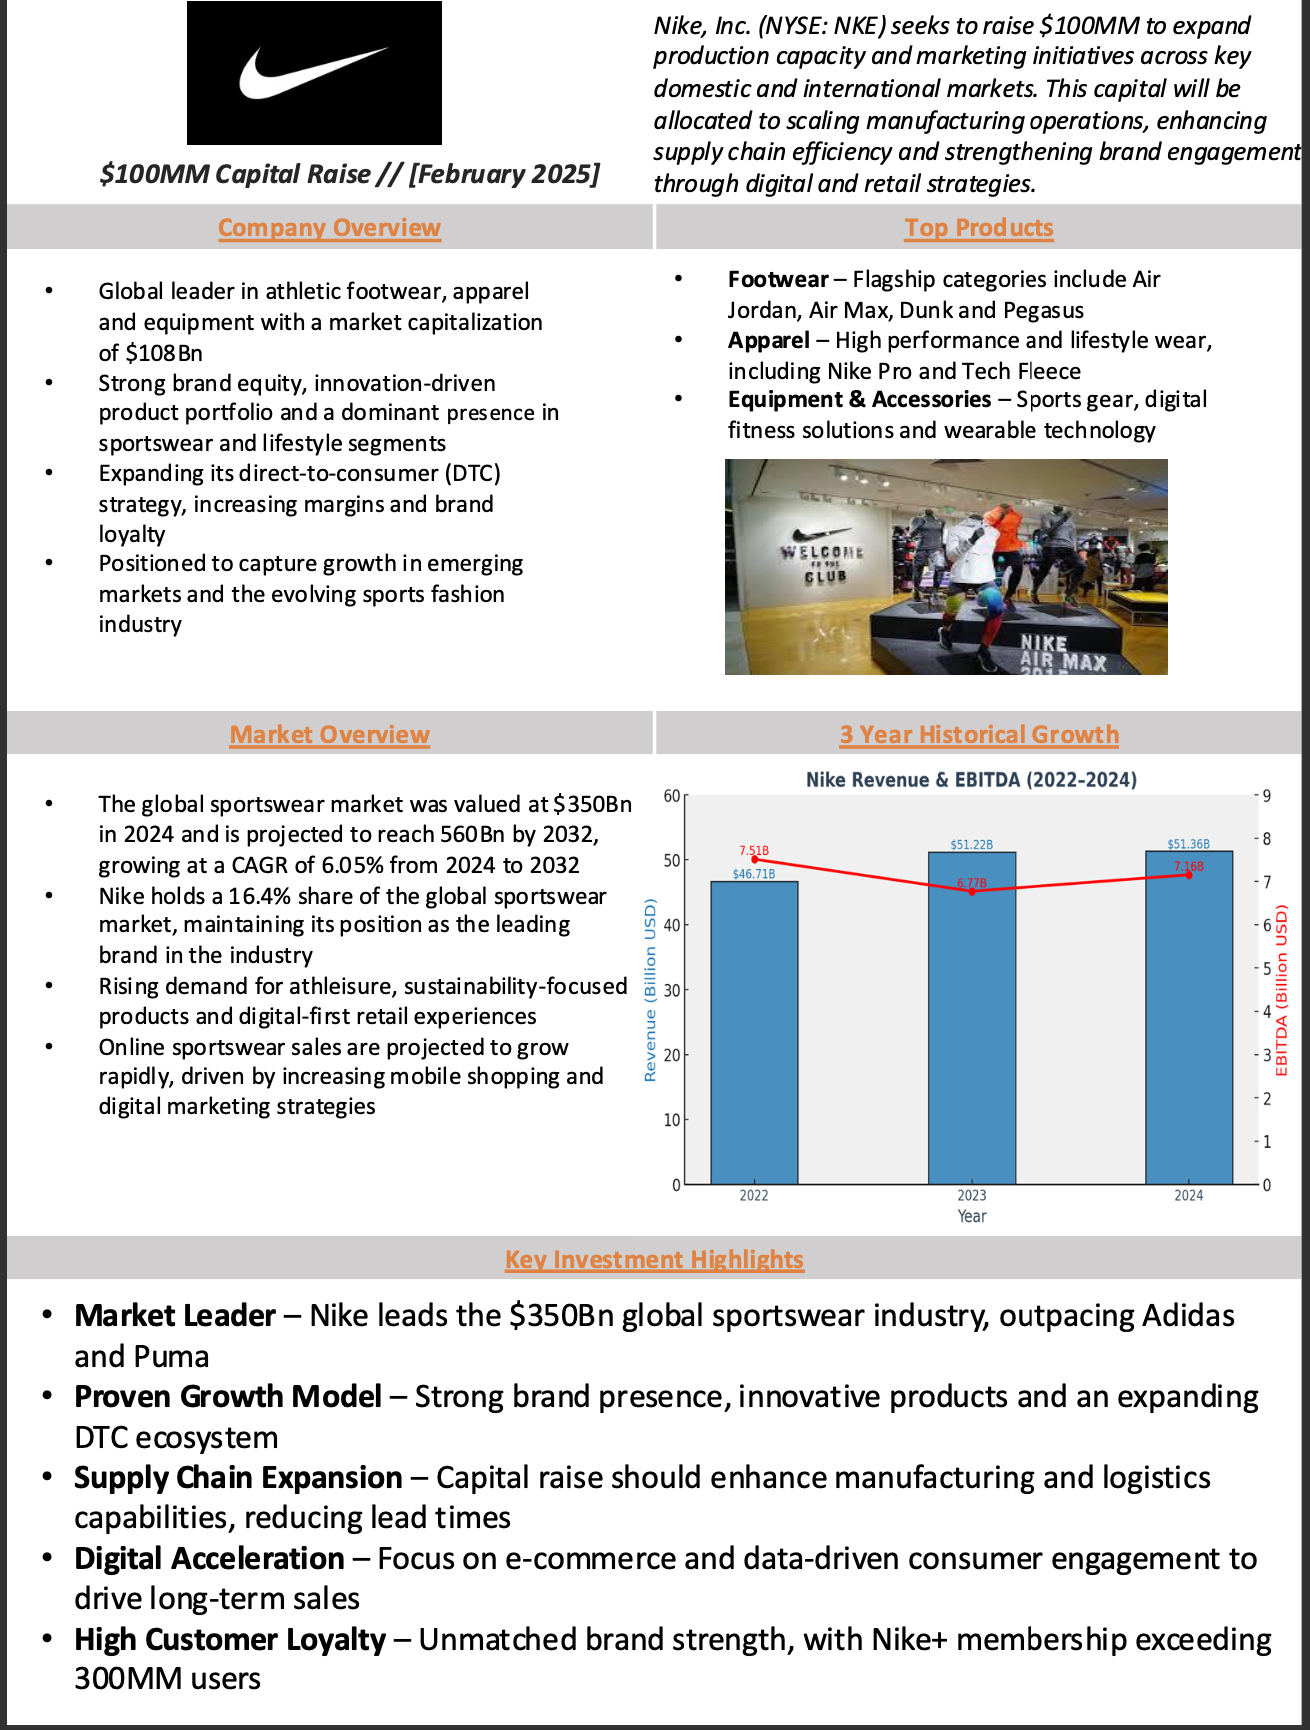 $100MM Capital Raise // [February 2025]
Nike, Inc. (NYSE: NKE) seeks to raise $100MM to expand
production capacity and marketing initiatives across key
domestic and international markets. This capital will be
allocated to scaling manufacturing operations, enhancing
supply chain efficiency and strengthening brand engagement
through digital and retail strategies.
Company Overview
• Global leader in athletic footwear, apparel
and equipment with a market capitalization
of $108Bn
• Strong brand equity, innovation-driven
product portfolio and a dominant presence in
sportswear and lifestyle segments
• Expanding its direct-to-consumer (DTC)
strategy, increasing margins and brand
loyalty
• Positioned to capture growth in emerging
markets and the evolving sports fashion
industry
Top Products
• Footwear – Flagship categories include Air
Jordan, Air Max, Dunk and Pegasus
• Apparel – High performance and lifestyle wear,
including Nike Pro and Tech Fleece
• Equipment & Accessories – Sports gear, digital
fitness solutions and wearable technology
WELCOME
TO THE
CLUB
NIKE
AIR MAX
2015
Market Overview
• The global sportswear market was valued at $350Bn
in 2024 and is projected to reach 560Bn by 2032,
growing at a CAGR of 6.05% from 2024 to 2032
• Nike holds a 16.4% share of the global sportswear
market, maintaining its position as the leading
brand in the industry
• Rising demand for athleisure, sustainability-focused
products and digital-first retail experiences
• Online sportswear sales are projected to grow
rapidly, driven by increasing mobile shopping and
digital marketing strategies
3 Year Historical Growth
Nike Revenue & EBITDA (2022–2024)
Revenue (Billion USD)
60
50
40
30
20
10
0
7.51B
$46.71B
$51.22B
6.77B
$51.36B
7.16B
9
8
7
6
5
4
3
2
1
0
EBITDA (Billion USD)
2022
2023
2024
Year
Key Investment Highlights
• Market Leader – Nike leads the $350Bn global sportswear industry, outpacing Adidas
and Puma
• Proven Growth Model – Strong brand presence, innovative products and an expanding
DTC ecosystem
• Supply Chain Expansion – Capital raise should enhance manufacturing and logistics
capabilities, reducing lead times
• Digital Acceleration – Focus on e-commerce and data-driven consumer engagement to
drive long-term sales
• High Customer Loyalty – Unmatched brand strength, with Nike+ membership exceeding
300MM users